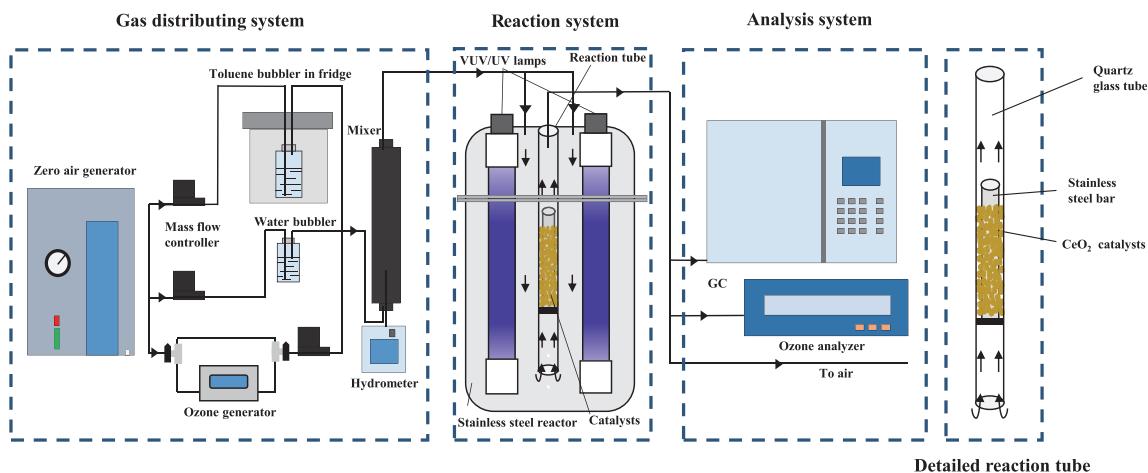 Gas distributing system
Reaction system
Analysis system
Toluene bubbler in fridge
Mixer
Zero air generator
Mass flow
controller
Water bubbler
Ozone generator
Hydrometer
VUV/UV lamps
Reaction tube
Stainless steel reactor
Catalysts
GC
Ozone analyzer
To air
Quartz
glass tube
Stainless
steel bar
CeO₂ catalysts
Detailed reaction tube